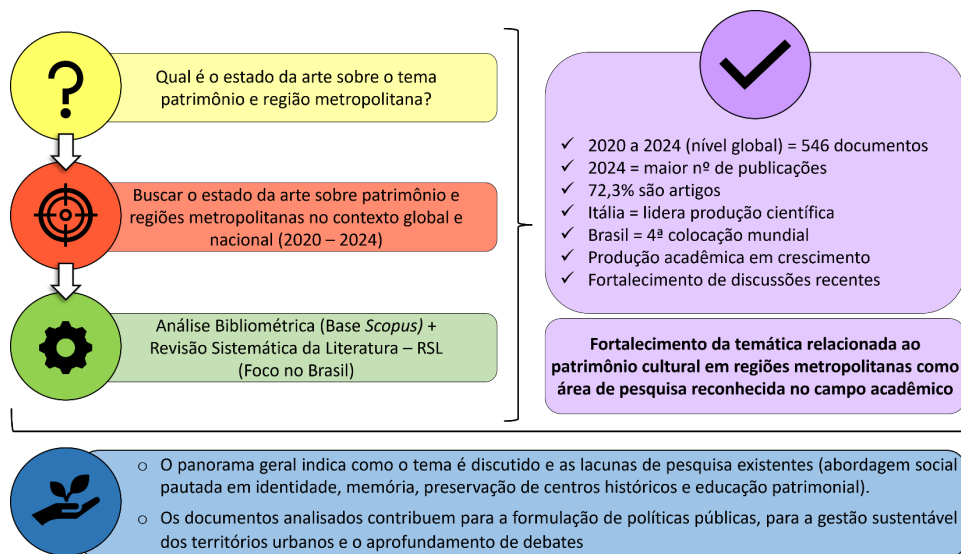 Qual é o estado da arte sobre o tema
patrimônio e região metropolitana?
Buscar o estado da arte sobre patrimônio e
regiões metropolitanas no contexto global e
nacional (2020 – 2024)
Análise Bibliométrica (Base Scopus) +
Revisão Sistemática da Literatura – RSL
(Foco no Brasil)
✓ 2020 a 2024 (nível global) = 546 documentos
✓ 2024 = maior nº de publicações
✓ 72,3% são artigos
✓ Itália = lidera produção científica
✓ Brasil = 4ª colocação mundial
✓ Produção acadêmica em crescimento
✓ Fortalecimento de discussões recentes
Fortalecimento da temática relacionada ao
patrimônio cultural em regiões metropolitanas como
área de pesquisa reconhecida no campo acadêmico
o O panorama geral indica como o tema é discutido e as lacunas de pesquisa existentes (abordagem social
pautada em identidade, memória, preservação de centros históricos e educação patrimonial).
o Os documentos analisados contribuem para a formulação de políticas públicas, para a gestão sustentável
dos territórios urbanos e o aprofundamento de debates